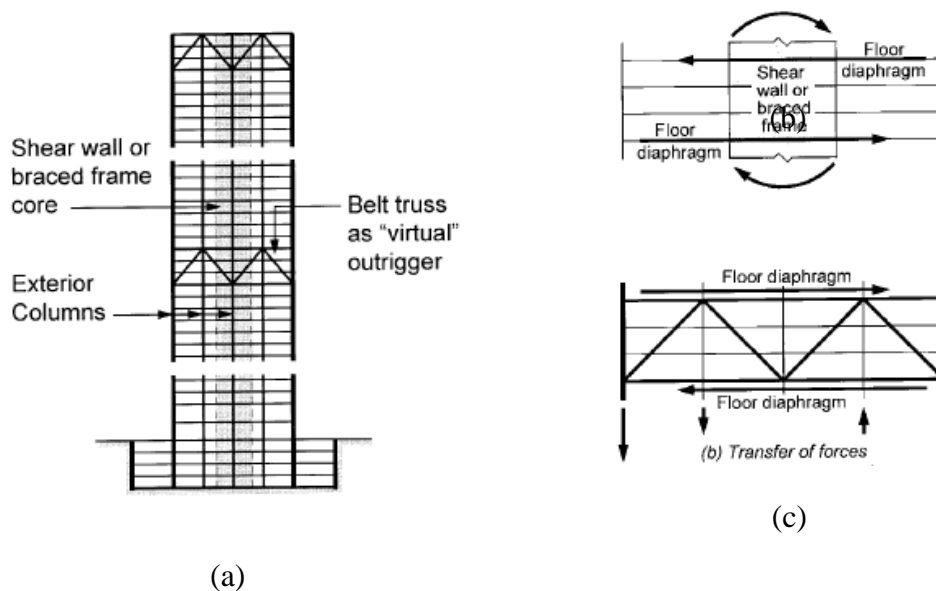 Shear wall or
braced frame
core
Exterior
Columns
Belt truss
as “virtual”
outrigger
(a)
Floor
diaphragm
Shear
wall or
braced
frame
(b)
Floor
diaphragm
Floor diaphragm
Floor diaphragm
(b) Transfer of forces
(c)